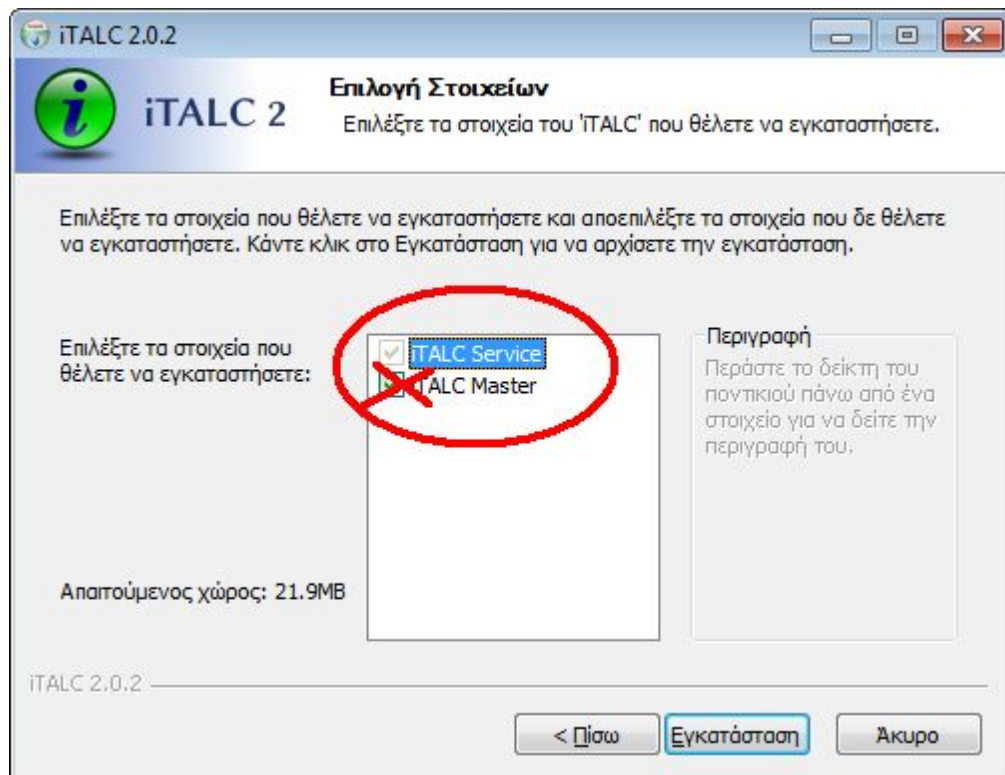 iTALC 2.0.2
iTALC 2
Επιλογή Στοιχείων
Επιλέξτε τα στοιχεία του 'iTALC' που θέλετε να εγκαταστήσετε.
Επιλέξτε τα στοιχεία που θέλετε να εγκαταστήσετε και αποεπιλέξτε τα στοιχεία που δε θέλετε
να εγκαταστήσετε. Κάντε κλικ στο Εγκατάσταση για να αρχίσετε την εγκατάσταση.
Επιλέξτε τα στοιχεία που
θέλετε να εγκαταστήσετε:
iTALC Service
iTALC Master
Περιγραφή
Περάστε το δείκτη του
ποντικιού πάνω από ένα
στοιχείο για να δείτε την
περιγραφή του.
Απαιτούμενος χώρος: 21.9MB
iTALC 2.0.2
< Πίσω
Εγκατάσταση
Άκυρο